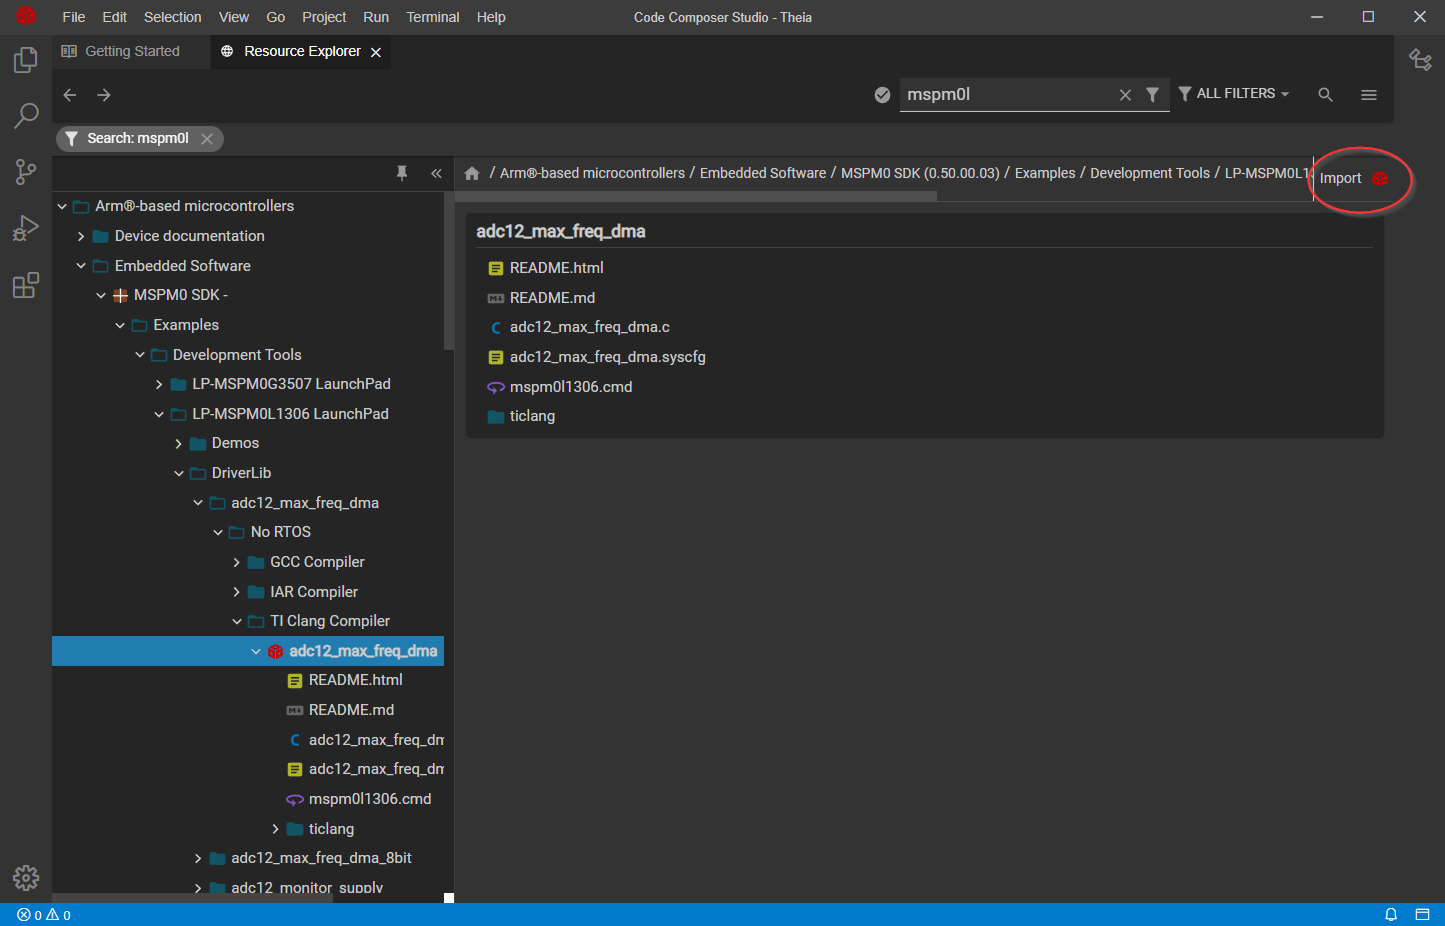 File Edit Selection View Go Project Run Terminal Help Code Composer Studio - Theia
Getting Started Resource Explorer
mspm0l ALL FILTERS
Search: mspm0l
/ Arm®-based microcontrollers / Embedded Software / MSPM0 SDK (0.50.00.03) / Examples / Development Tools / LP-MSPM0L1 Import
Arm®-based microcontrollers
Device documentation
Embedded Software
MSPM0 SDK -
Examples
Development Tools
LP-MSPM0G3507 LaunchPad
LP-MSPM0L1306 LaunchPad
Demos
DriverLib
adc12_max_freq_dma
No RTOS
GCC Compiler
IAR Compiler
TI Clang Compiler
adc12_max_freq_dma
README.html
README.md
adc12_max_freq_dm
adc12_max_freq_dm
mspm0l1306.cmd
ticlang
adc12_max_freq_dma_8bit
adc12_monitor_supply
adc12_max_freq_dma
README.html
README.md
adc12_max_freq_dma.c
adc12_max_freq_dma.syscfg
mspm0l1306.cmd
ticlang
0 0